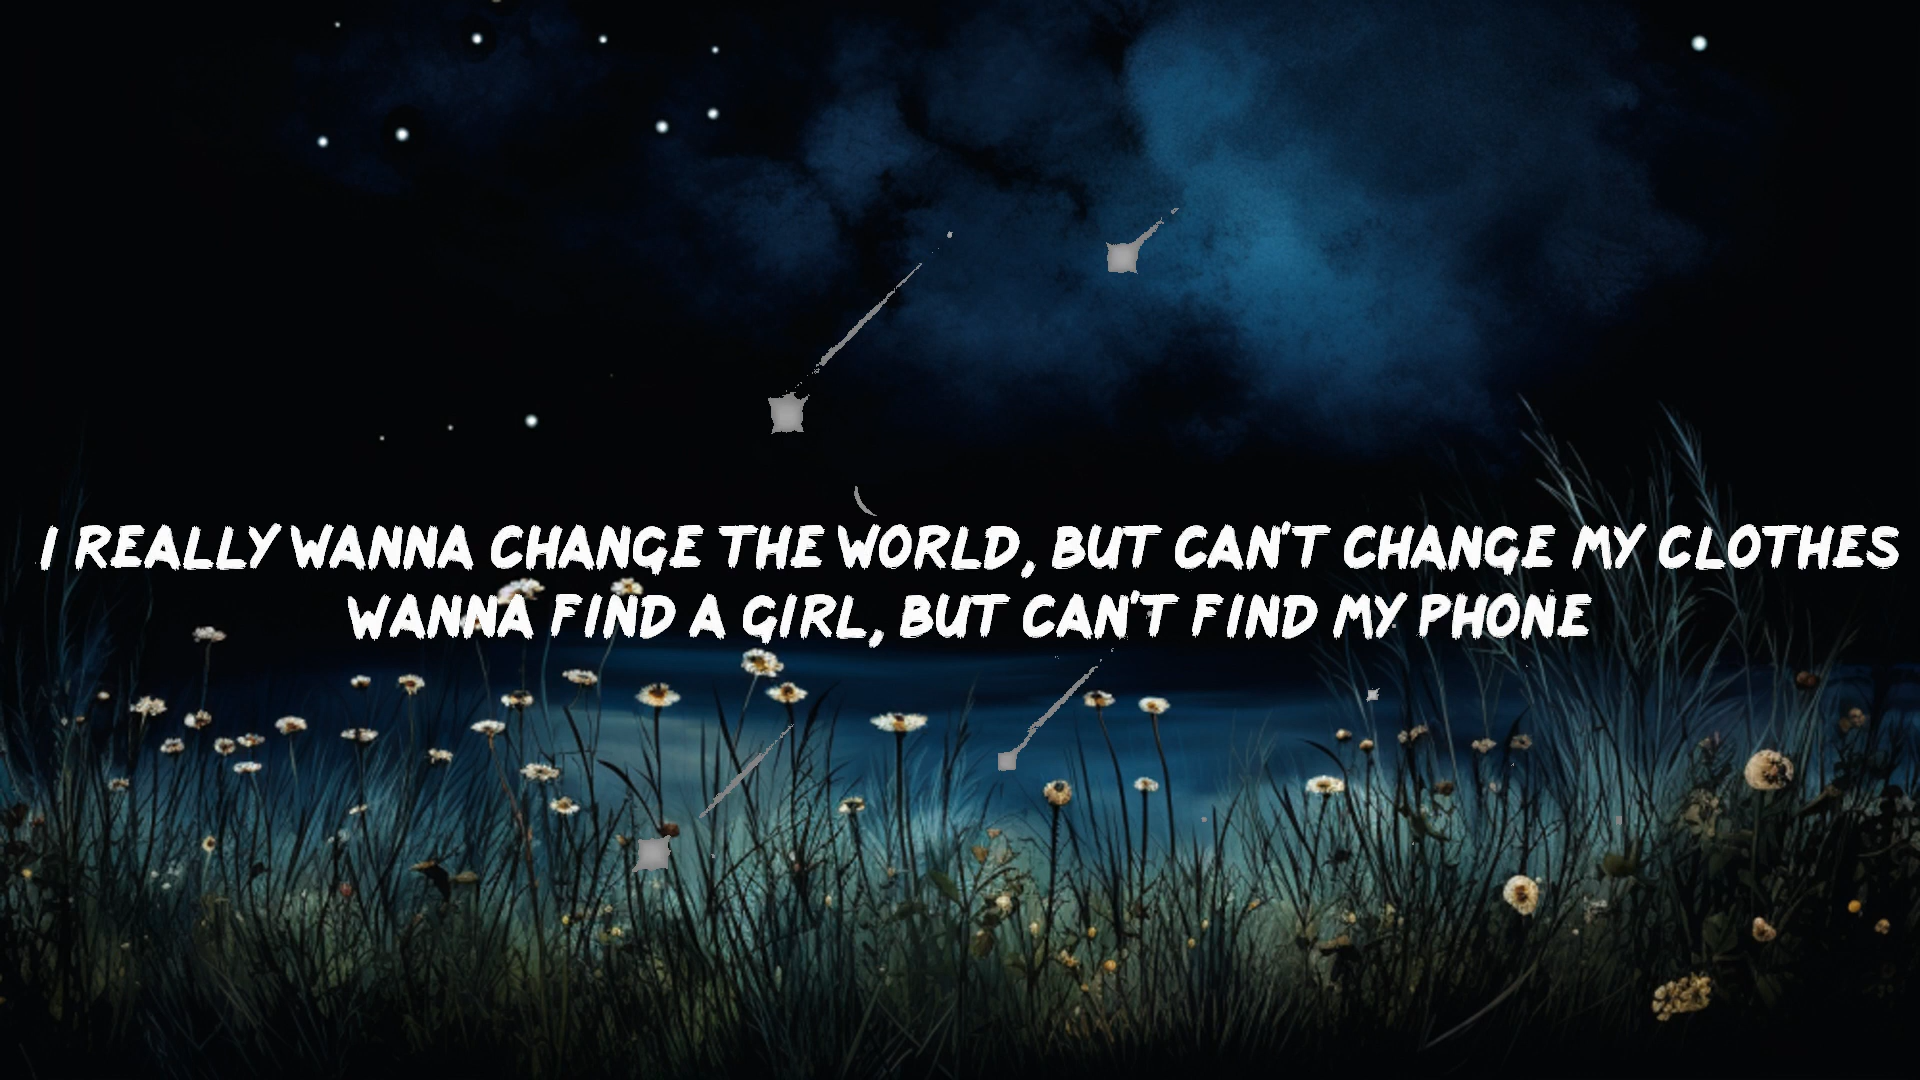 I REALLY WANNA CHANGE THE WORLD, BUT CAN'T CHANGE MY CLOTHES
WANNA FIND A GIRL, BUT CAN'T FIND MY PHONE